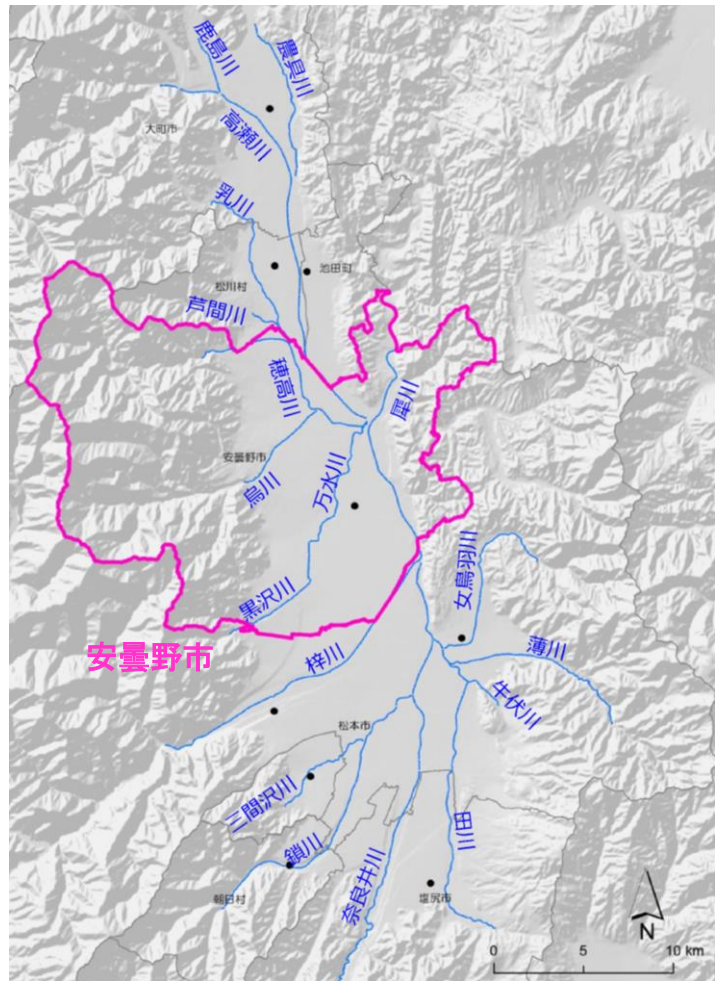 鹿島川
農具川
高瀬川
大町市
乳川
池田町
松川村
芦間川
穂高川
犀川
安曇野市
烏川
万水川
女鳥羽川
黒沢川
安曇野市
梓川
薄川
牛伏川
松本市
三間沢川
田川
鎖川
奈良井川
朝日村
塩尻市
N
0 5 10 km